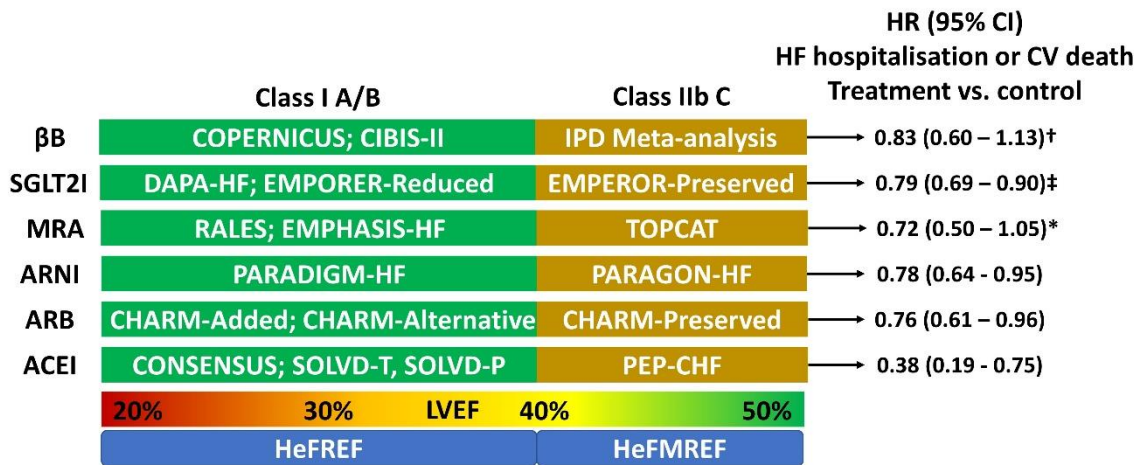 HR (95% CI)
HF hospitalisation or CV death
Treatment vs. control
Class I A/B Class IIb C
βB COPERNICUS; CIBIS-II IPD Meta-analysis 0.83 (0.60 – 1.13)†
SGLT2I DAPA-HF; EMPORER-Reduced EMPEROR-Preserved 0.79 (0.69 – 0.90)‡
MRA RALES; EMPHASIS-HF TOPCAT 0.72 (0.50 – 1.05)*
ARNI PARADIGM-HF PARAGON-HF 0.78 (0.64 - 0.95)
ARB CHARM-Added; CHARM-Alternative CHARM-Preserved 0.76 (0.61 – 0.96)
ACEI CONSENSUS; SOLVD-T, SOLVD-P PEP-CHF 0.38 (0.19 - 0.75)
20% 30% LVEF 40% 50%
HeFREF HeFMREF